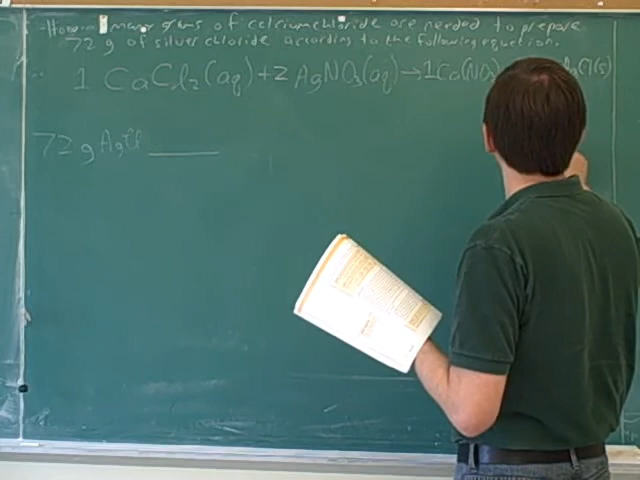 How many grams of calcium chloride are needed to prepare
72 g of silver chloride according to the following equation.
1 CaCl₂(aq) + 2 AgNO₃(aq) → 1 Ca(NO₃ AgCl(s)
72 g AgCl